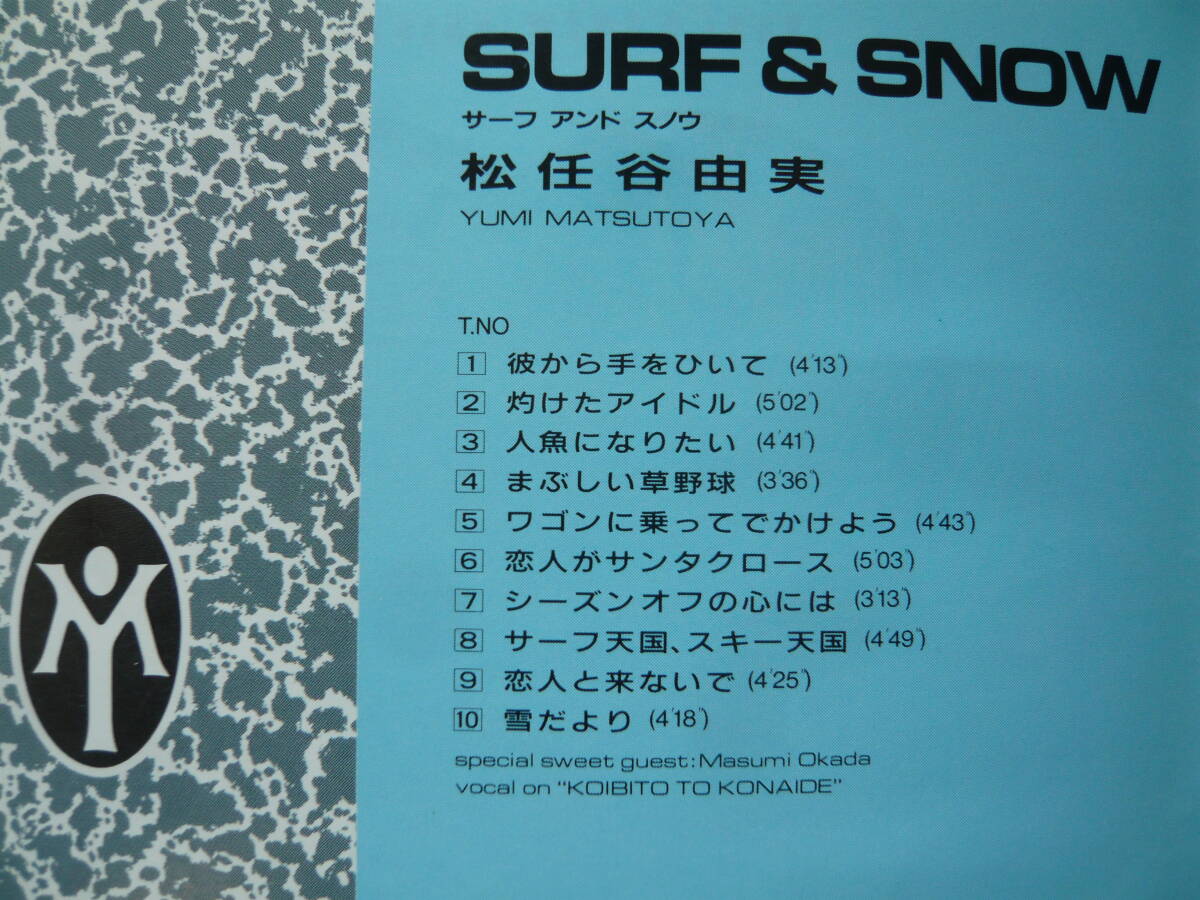 SURF & SNOW
サーフ アンド スノウ
松任谷由実
YUMI MATSUTOYA
T.NO
1 彼から手をひいて (4'13")
2 灼けたアイドル (5'02")
3 人魚になりたい (4'41")
4 まぶしい草野球 (3'36")
5 ワゴンに乗ってでかけよう (4'43")
6 恋人がサンタクロース (5'03")
7 シーズンオフの心には (3'13")
8 サーフ天国、スキー天国 (4'49")
9 恋人と来ないで (4'25")
10 雪だより (4'18")
special sweet guest: Masumi Okada
vocal on "KOIBITO TO KONAIDE"